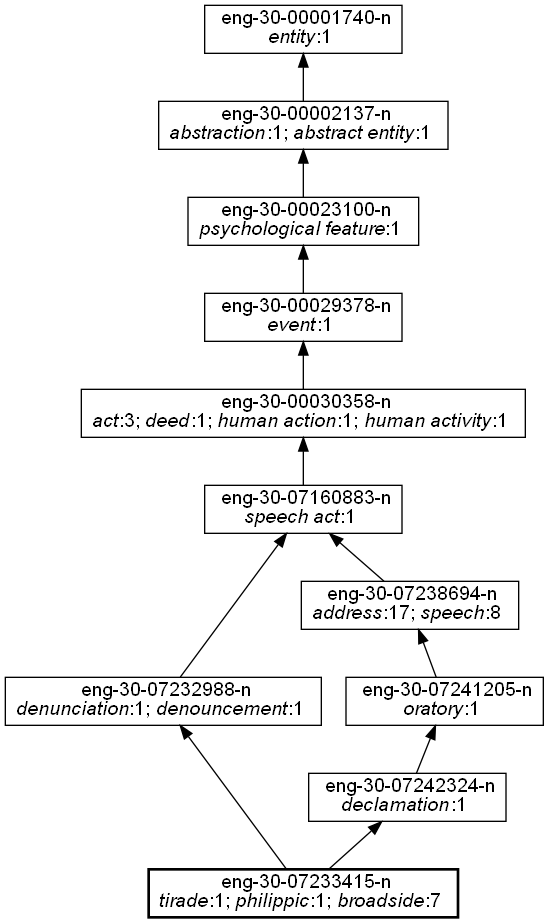 eng-30-00001740-n
entity:1
eng-30-00002137-n
abstraction:1; abstract entity:1
eng-30-00023100-n
psychological feature:1
eng-30-00029378-n
event:1
eng-30-00030358-n
act:3; deed:1; human action:1; human activity:1
eng-30-07160883-n
speech act:1
eng-30-07238694-n
address:17; speech:8
eng-30-07232988-n
denunciation:1; denouncement:1
eng-30-07241205-n
oratory:1
eng-30-07242324-n
declamation:1
eng-30-07233415-n
tirade:1; philippic:1; broadside:7